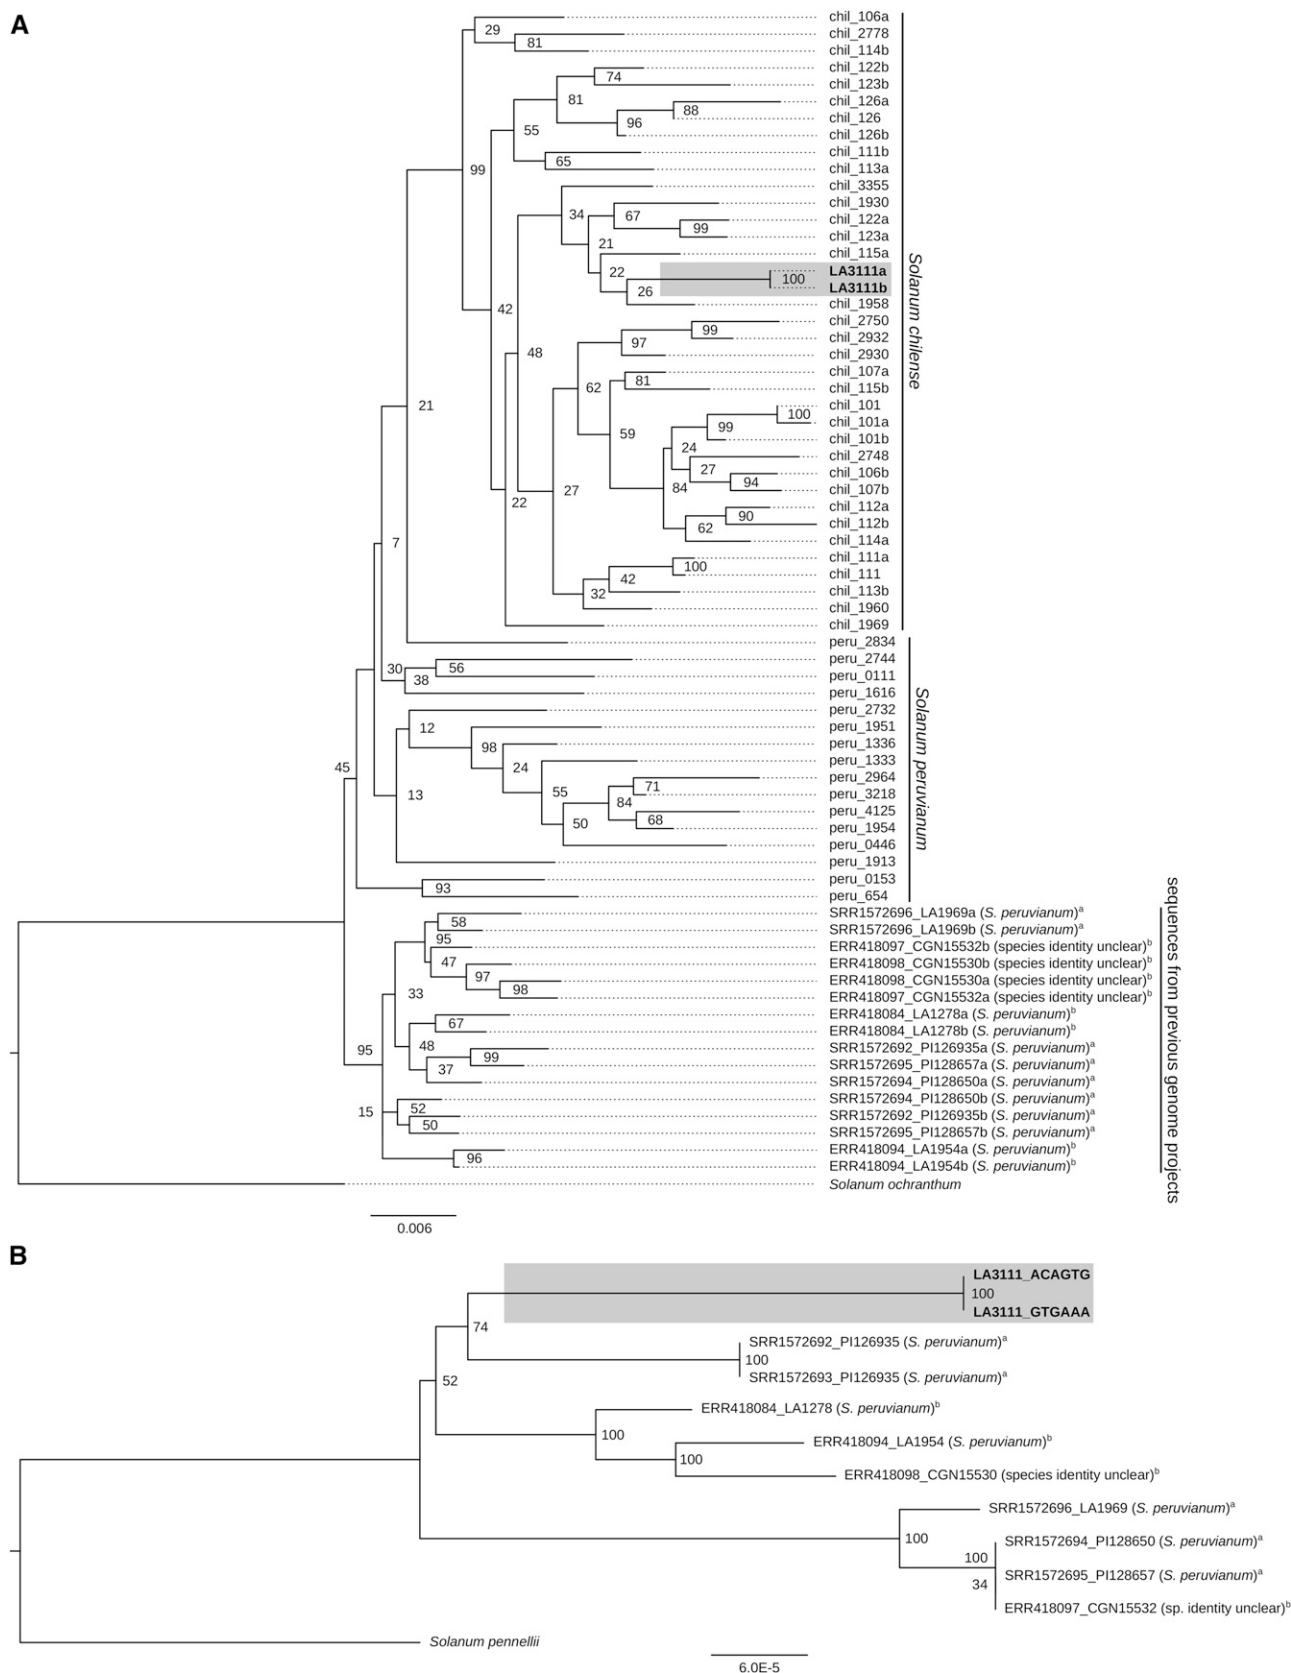 A
chil_106a
29
chil_2778
81
chil_114b
chil_122b
74
chil_123b
81
chil_126a
88
chil_126
96
55
chil_126b
chil_111b
65
chil_113a
99
chil_3355
chil_1930
34
67
chil_122a
99
chil_123a
21
chil_115a
22
LA3111a
100
LA3111b
26
chil_1958
42
chil_2750
99
chil_2932
97
48
chil_2930
chil_107a
81
62
chil_115b
chil_101
21
100
chil_101a
99
59
chil_101b
24
chil_2748
27
chil_106b
94
84
27
chil_107b
22
chil_112a
90
62
chil_112b
7
chil_114a
chil_111a
100
42
chil_111
32
chil_113b
chil_1960
chil_1969
Solanum chilense
peru_2834
peru_2744
30
56
38
peru_0111
peru_1616
peru_2732
12
peru_1951
98
peru_1336
24
peru_1333
45
peru_2964
55
71
13
84
peru_3218
peru_4125
50
68
peru_1954
peru_0446
peru_1913
peru_0153
93
peru_654
Solanum peruvianum
SRR1572696_LA1969a (S. peruvianum)a
58
SRR1572696_LA1969b (S. peruvianum)a
95
ERR418097_CGN15532b (species identity unclear)b
47
ERR418098_CGN15530b (species identity unclear)b
97
ERR418098_CGN15530a (species identity unclear)b
98
33
ERR418097_CGN15532a (species identity unclear)b
ERR418084_LA1278a (S. peruvianum)b
67
ERR418084_LA1278b (S. peruvianum)b
48
95
SRR1572692_PI126935a (S. peruvianum)a
99
37
SRR1572695_PI128657a (S. peruvianum)a
SRR1572694_PI128650a (S. peruvianum)a
SRR1572694_PI128650b (S. peruvianum)a
15
52
SRR1572692_PI126935b (S. peruvianum)a
50
SRR1572695_PI128657b (S. peruvianum)a
ERR418094_LA1954a (S. peruvianum)b
96
ERR418094_LA1954b (S. peruvianum)b
sequences from previous genome projects
Solanum ochranthum
0.006
B
LA3111_ACAGTG
100
LA3111_GTGAAA
74
SRR1572692_PI126935 (S. peruvianum)a
100
SRR1572693_PI126935 (S. peruvianum)a
52
ERR418084_LA1278 (S. peruvianum)b
100
ERR418094_LA1954 (S. peruvianum)b
100
ERR418098_CGN15530 (species identity unclear)b
SRR1572696_LA1969 (S. peruvianum)a
100
SRR1572694_PI128650 (S. peruvianum)a
100
SRR1572695_PI128657 (S. peruvianum)a
34
ERR418097_CGN15532 (sp. identity unclear)b
Solanum pennellii
6.0E-5